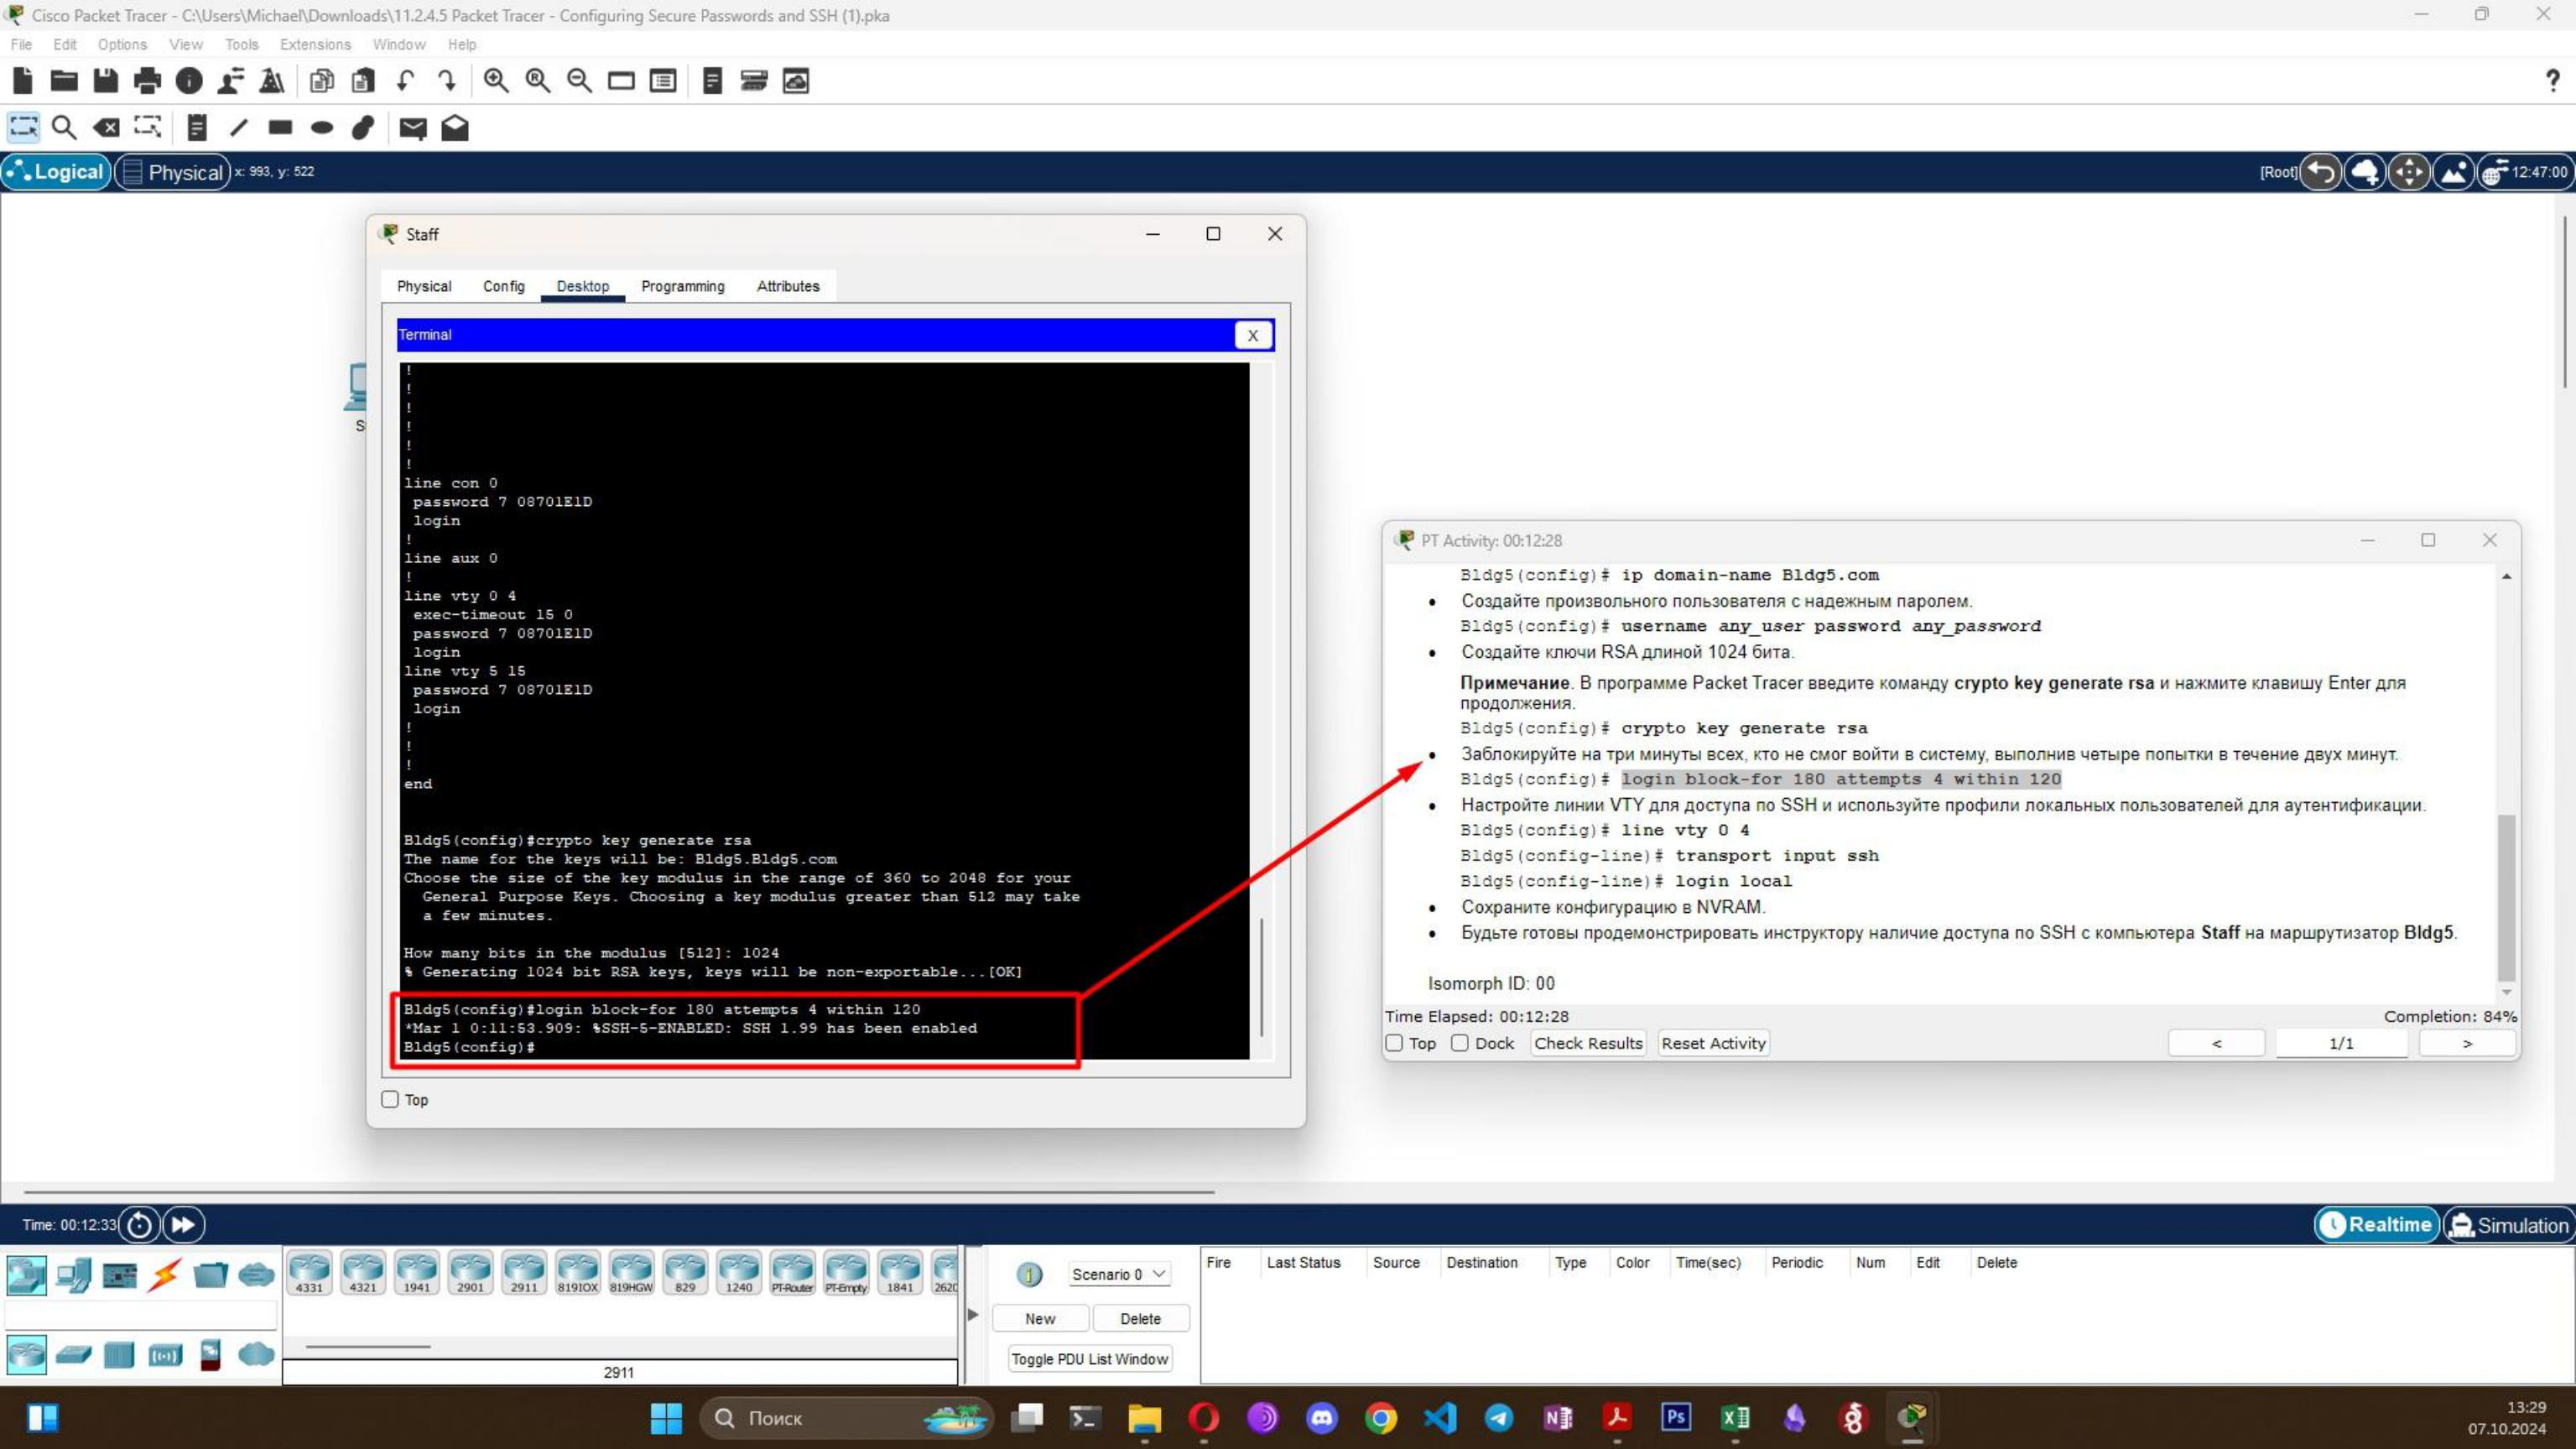 Cisco Packet Tracer - C:\Users\Michael\Downloads\11.2.4.5 Packet Tracer - Configuring Secure Passwords and SSH (1).pka
File Edit Options View Tools Extensions Window Help
?
Logical Physical x: 993, y: 522
[Root] 12:47:00
Staff
Physical Config Desktop Programming Attributes
Terminal
X
!
!
!
!
!
!
line con 0
password 7 08701E1D
login
!
line aux 0
!
line vty 0 4
exec-timeout 15 0
password 7 08701E1D
login
line vty 5 15
password 7 08701E1D
login
!
!
!
end
Bldg5(config)#crypto key generate rsa
The name for the keys will be: Bldg5.Bldg5.com
Choose the size of the key modulus in the range of 360 to 2048 for your
General Purpose Keys. Choosing a key modulus greater than 512 may take
a few minutes.
How many bits in the modulus [512]: 1024
% Generating 1024 bit RSA keys, keys will be non-exportable...[OK]
Bldg5(config)#login block-for 180 attempts 4 within 120
*Mar 1 0:11:53.909: %SSH-5-ENABLED: SSH 1.99 has been enabled
Bldg5(config)#
Top
S
PT Activity: 00:12:28
Bldg5(config)# ip domain-name Bldg5.com
• Создайте произвольного пользователя с надежным паролем.
Bldg5(config)# username any_user password any_password
• Создайте ключи RSA длиной 1024 бита.
Примечание. В программе Packet Tracer введите команду crypto key generate rsa и нажмите клавишу Enter для
продолжения.
Bldg5(config)# crypto key generate rsa
• Заблокируйте на три минуты всех, кто не смог войти в систему, выполнив четыре попытки в течение двух минут.
Bldg5(config)# login block-for 180 attempts 4 within 120
• Настройте линии VTY для доступа по SSH и используйте профили локальных пользователей для аутентификации.
Bldg5(config)# line vty 0 4
Bldg5(config-line)# transport input ssh
Bldg5(config-line)# login local
• Сохраните конфигурацию в NVRAM.
• Будьте готовы продемонстрировать инструктору наличие доступа по SSH с компьютера Staff на маршрутизатор Bldg5.
Isomorph ID: 00
Time Elapsed: 00:12:28 Completion: 84%
Top Dock Check Results Reset Activity < 1/1 >
Time: 00:12:33
Realtime Simulation
4331 4321 1941 2901 2911 819IOX 819HGW 829 1240 PT-Router PT-Empty 1841 262
2911
Scenario 0
New Delete
Toggle PDU List Window
Fire Last Status Source Destination Type Color Time(sec) Periodic Num Edit Delete
Поиск
Ps
13:29
07.10.2024